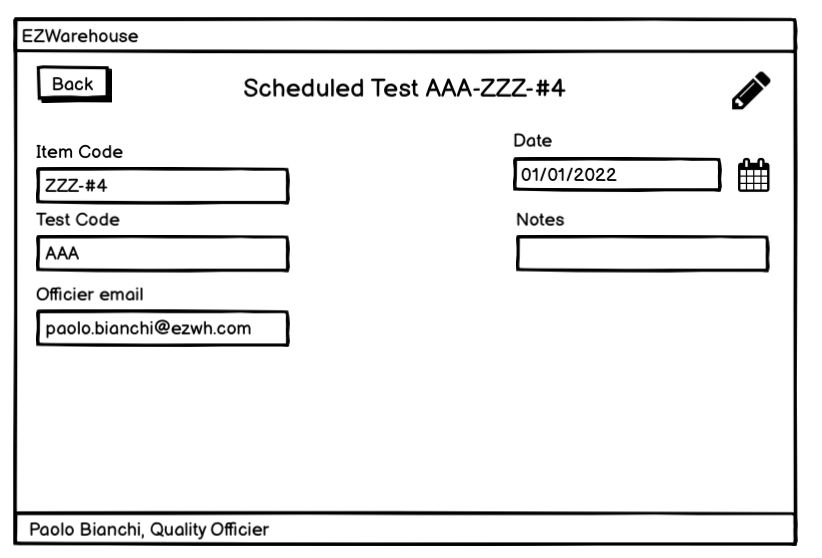 EZWarehouse
Back
Scheduled Test AAA-ZZZ-#4
Item Code
ZZZ-#4
Test Code
AAA
Officier email
paolo.bianchi@ezwh.com
Date
01/01/2022
Notes
Paolo Bianchi, Quality Officier